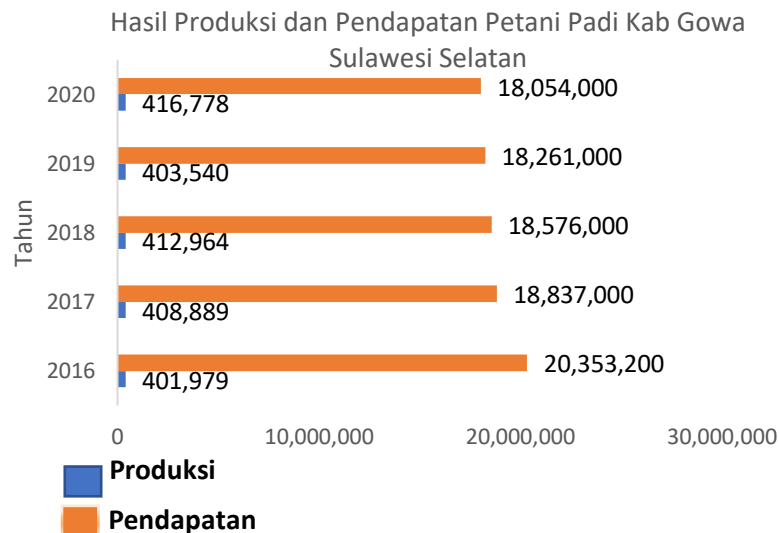 Hasil Produksi dan Pendapatan Petani Padi Kab Gowa
Sulawesi Selatan
Tahun
2020
18,054,000
416,778
2019
18,261,000
403,540
2018
18,576,000
412,964
2017
18,837,000
408,889
2016
20,353,200
401,979
0 10,000,000 20,000,000 30,000,000
Produksi
Pendapatan